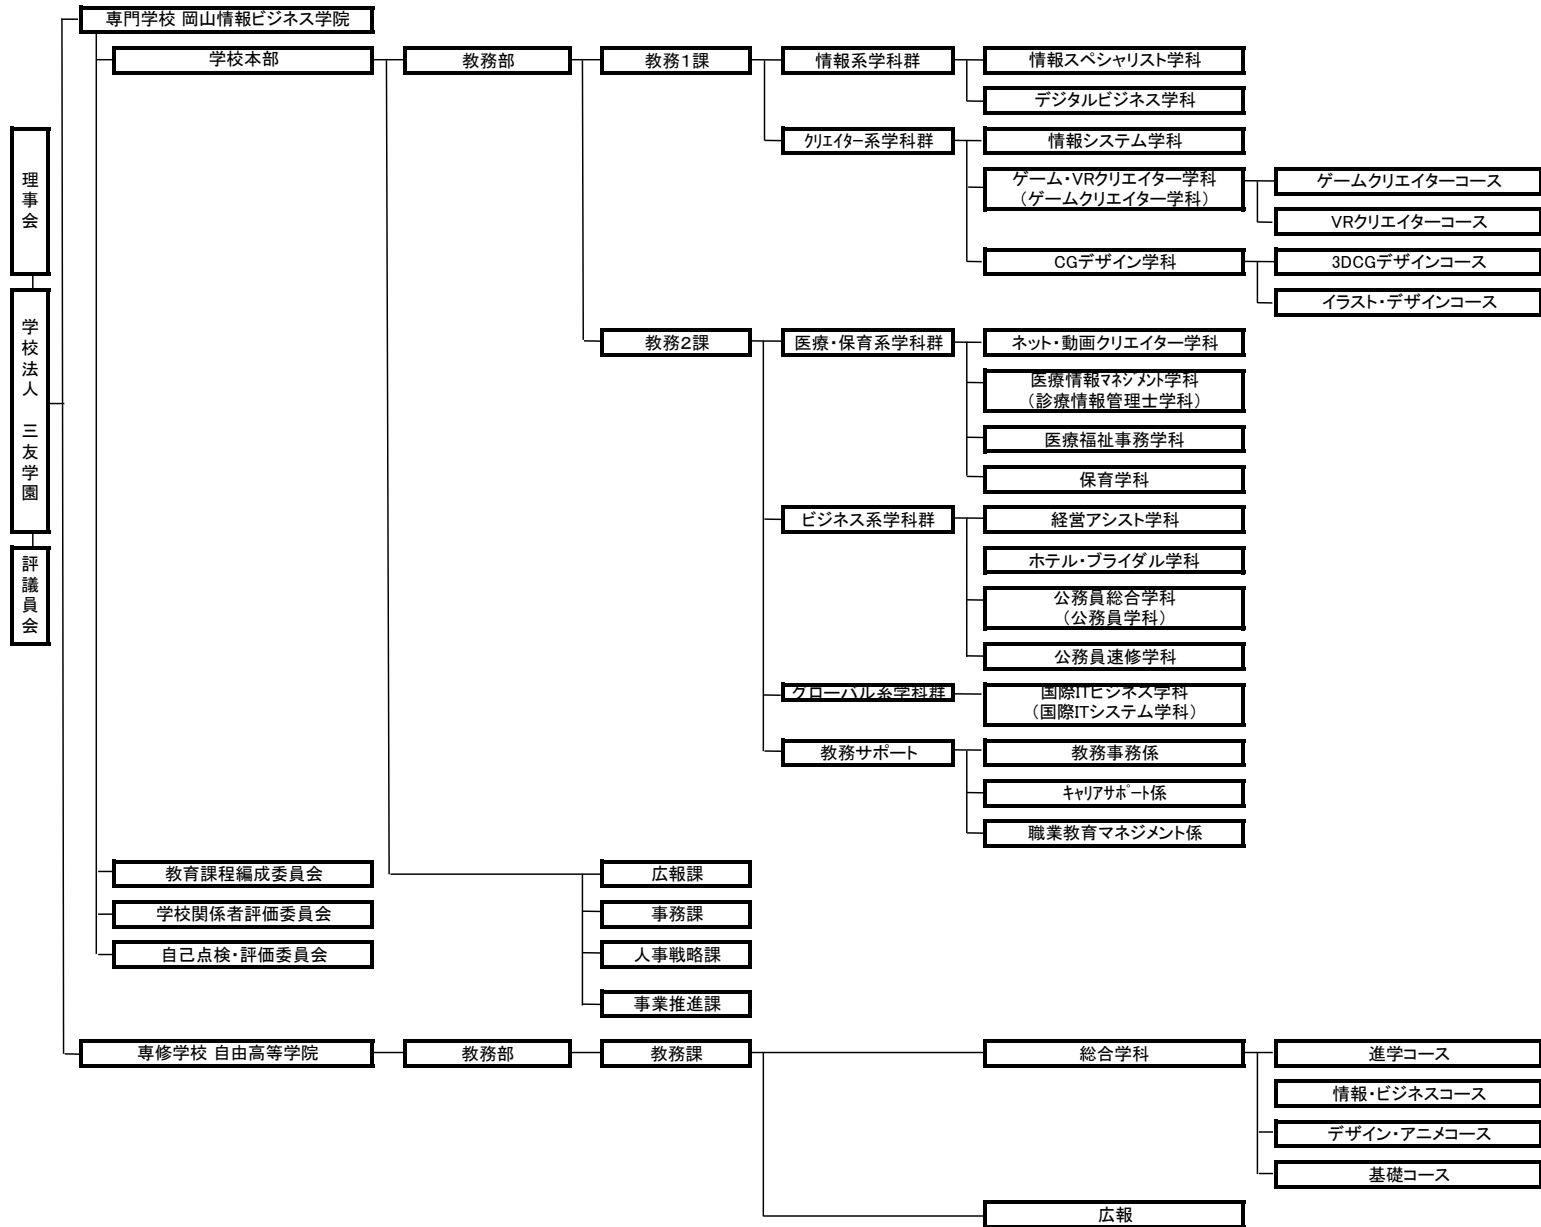 専門学校 岡山情報ビジネス学院
学校本部
教務部
教務1課
情報系学科群
情報スペシャリスト学科
デジタルビジネス学科
クリエイター系学科群
情報システム学科
ゲーム・VRクリエイター学科
（ゲームクリエイター学科）
ゲームクリエイターコース
VRクリエイターコース
CGデザイン学科
3DCGデザインコース
イラスト・デザインコース
理事会
学校法人 三友学園
評議員会
教務2課
医療・保育系学科群
ネット・動画クリエイター学科
医療情報マネジメント学科
（診療情報管理士学科）
医療福祉事務学科
保育学科
ビジネス系学科群
経営アシスト学科
ホテル・ブライダル学科
公務員総合学科
（公務員学科）
公務員速修学科
グローバル系学科群
国際ITビジネス学科
（国際ITシステム学科）
教務サポート
教務事務係
キャリアサポート係
職業教育マネジメント係
教育課程編成委員会
広報課
学校関係者評価委員会
事務課
自己点検・評価委員会
人事戦略課
事業推進課
専修学校 自由高等学院
教務部
教務課
総合学科
進学コース
情報・ビジネスコース
デザイン・アニメコース
基礎コース
広報